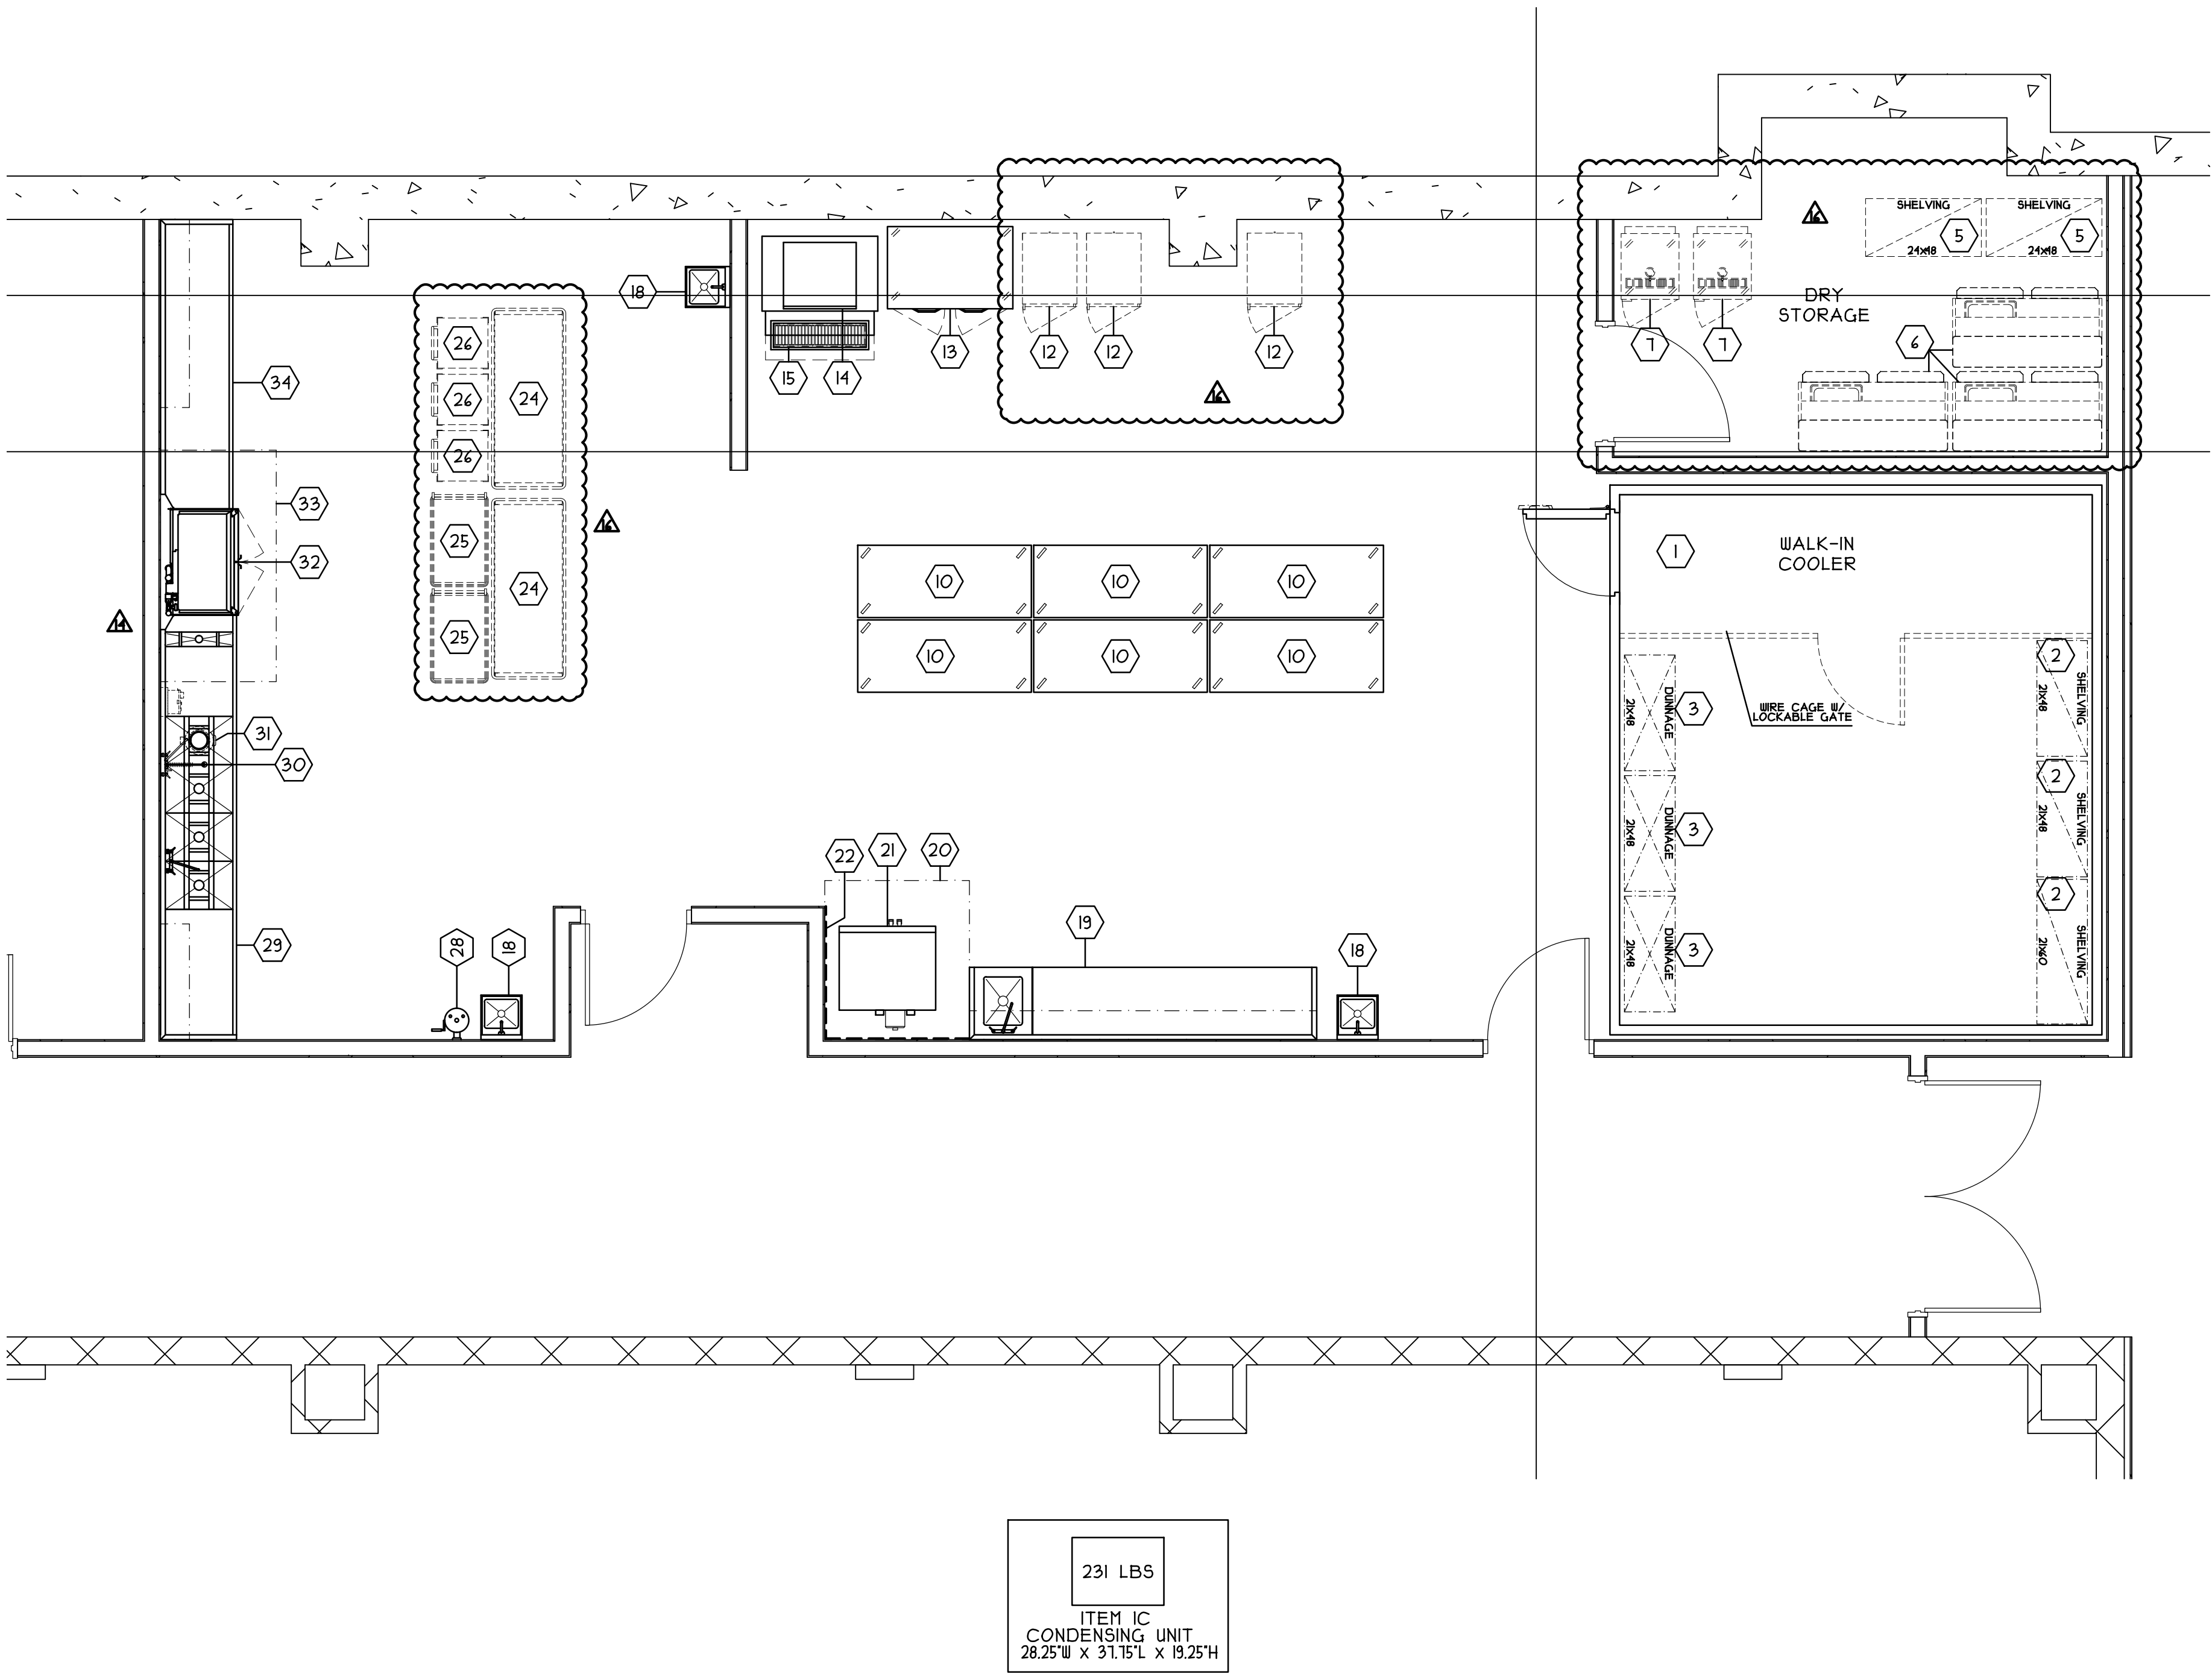 SHELVING
SHELVING
5
5
24x48
24x48
16
DRY
STORAGE
7
7
6
18
15
14
13
12
12
12
16
34
26
26
26
24
33
25
24
16
32
25
14
31
30
29
28
18
10
10
10
10
10
10
22
21
20
19
18
1
WALK-IN
COOLER
WIRE CAGE W/
LOCKABLE GATE
3
DUNNAGE
21x48
3
DUNNAGE
21x48
3
DUNNAGE
21x48
2
SHELVING
21x48
2
SHELVING
21x48
2
SHELVING
21x60
231 LBS
ITEM 1C
CONDENSING UNIT
28.25"W X 37.75"L X 19.25"H